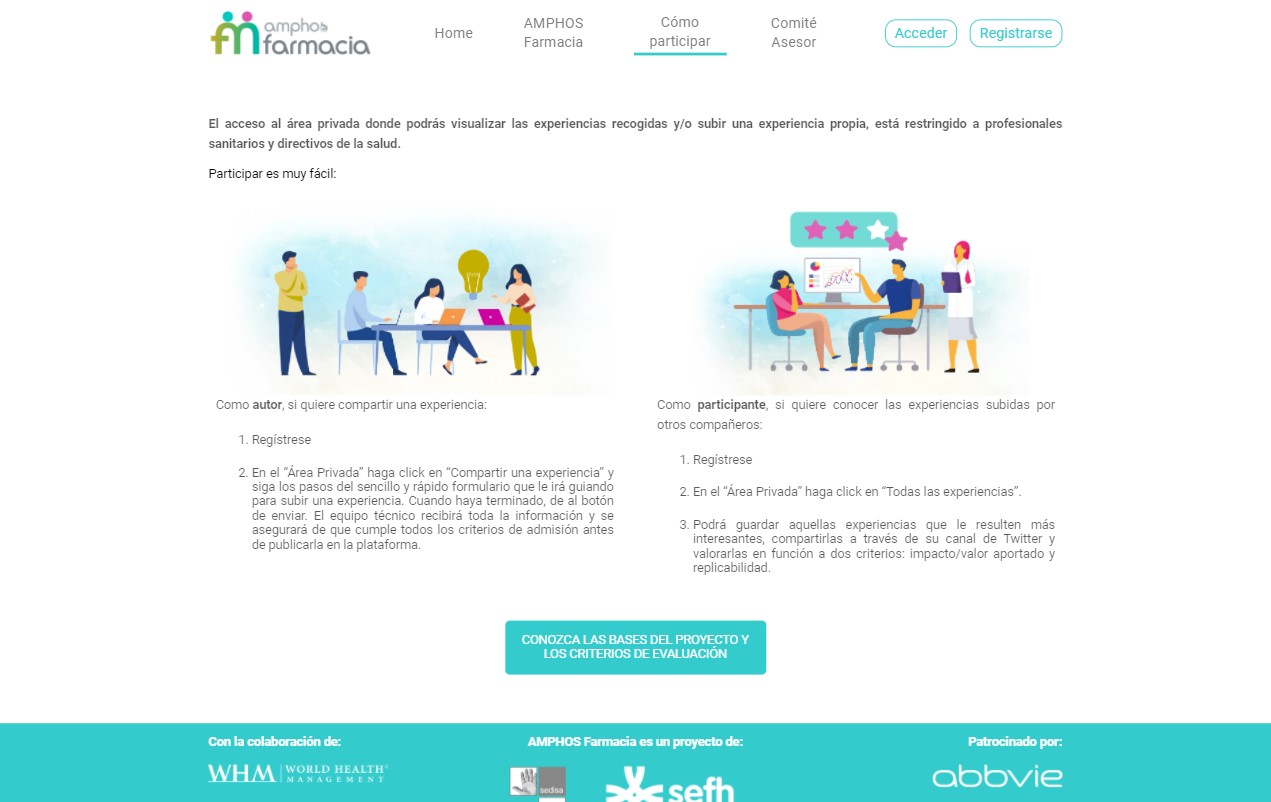 amphos
farmacia
Home
AMPHOS
Farmacia
Cómo
participar
Comité
Asesor
Acceder
Registrarse
El acceso al área privada donde podrás visualizar las experiencias recogidas y/o subir una experiencia propia, está restringido a profesionales
sanitarios y directivos de la salud.
Participar es muy fácil:
Como autor, si quiere compartir una experiencia:
1. Regístrese
2. En el “Área Privada” haga click en “Compartir una experiencia” y
siga los pasos del sencillo y rápido formulario que le irá guiando
para subir una experiencia. Cuando haya terminado, de al botón
de enviar. El equipo técnico recibirá toda la información y se
asegurará de que cumple todos los criterios de admisión antes
de publicarla en la plataforma.
Como participante, si quiere conocer las experiencias subidas por
otros compañeros:
1. Regístrese
2. En el “Área Privada” haga click en “Todas las experiencias”.
3. Podrá guardar aquellas experiencias que le resulten más
interesantes, compartirlas a través de su canal de Twitter y
valorarlas en función a dos criterios: impacto/valor aportado y
replicabilidad.
CONOZCA LAS BASES DEL PROYECTO Y
LOS CRITERIOS DE EVALUACIÓN
Con la colaboración de:
WHM WORLD HEALTH®
MANAGEMENT
AMPHOS Farmacia es un proyecto de:
sedisa
sefh
Patrocinado por:
abbvie